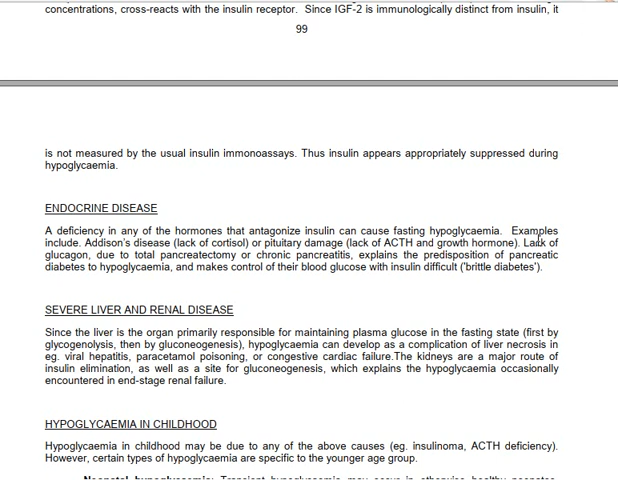 concentrations, cross-reacts with the insulin receptor. Since IGF-2 is immunologically distinct from insulin, it
99
is not measured by the usual insulin immonoassays. Thus insulin appears appropriately suppressed during
hypoglycaemia.
ENDOCRINE DISEASE
A deficiency in any of the hormones that antagonize insulin can cause fasting hypoglycaemia. Examples
include. Addison's disease (lack of cortisol) or pituitary damage (lack of ACTH and growth hormone). Lack of
glucagon, due to total pancreatectomy or chronic pancreatitis, explains the predisposition of pancreatic
diabetes to hypoglycaemia, and makes control of their blood glucose with insulin difficult ('brittle diabetes').
SEVERE LIVER AND RENAL DISEASE
Since the liver is the organ primarily responsible for maintaining plasma glucose in the fasting state (first by
glycogenolysis, then by gluconeogenesis), hypoglycaemia can develop as a complication of liver necrosis in
eg. viral hepatitis, paracetamol poisoning, or congestive cardiac failure.The kidneys are a major route of
insulin elimination, as well as a site for gluconeogenesis, which explains the hypoglycaemia occasionally
encountered in end-stage renal failure.
HYPOGLYCAEMIA IN CHILDHOOD
Hypoglycaemia in childhood may be due to any of the above causes (eg. insulinoma, ACTH deficiency).
However, certain types of hypoglycaemia are specific to the younger age group.
Neonatal hypoglycaemia: Transient hypoglycaemia may occur in otherwise healthy neonates,